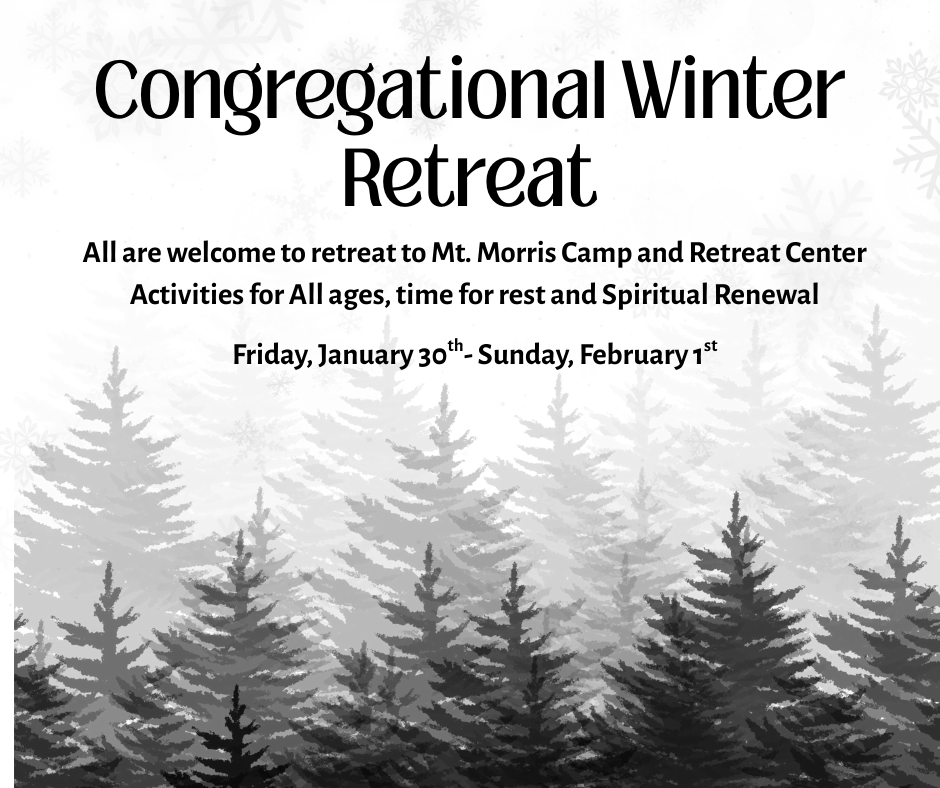 Congregational Winter
Retreat
All are welcome to retreat to Mt. Morris Camp and Retreat Center
Activities for All ages, time for rest and Spiritual Renewal
Friday, January 30th- Sunday, February 1st